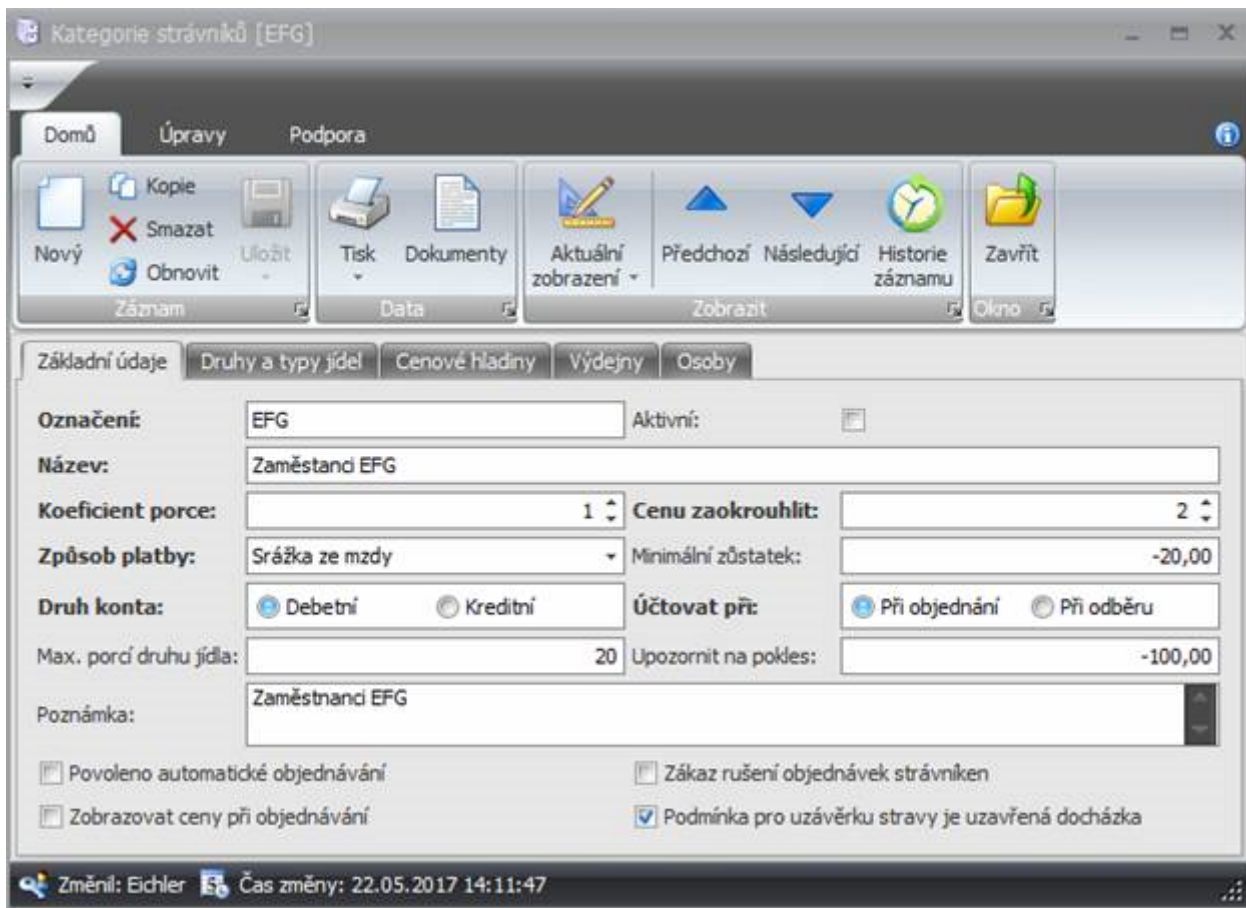 Kategorie strávníků [EFG]
Domů Úpravy Podpora
Nový
Kopie
Smazat
Obnovit
Uložit
Záznam
Tisk
Dokumenty
Data
Aktuální
zobrazení
Předchozí
Následující
Historie
záznamu
Zobrazit
Zavřít
Okno
Základní údaje Druhy a typy jídel Cenové hladiny Výdejny Osoby
Označení: EFG Aktivní:
Název: Zaměstanci EFG
Koeficient porce: 1 Cenu zaokrouhlit: 2
Způsob platby: Srážka ze mzdy Minimální zůstatek: -20,00
Druh konta: Debetní Kreditní Účtovat při: Při objednání Při odběru
Max. porcí druhu jídla: 20 Upozornit na pokles: -100,00
Poznámka: Zaměstnanci EFG
Povoleno automatické objednávání Zákaz rušení objednávek strávníken
Zobrazovat ceny při objednávání Podmínka pro uzávěrku stravy je uzavřená docházka
Změnil: Eichler Čas změny: 22.05.2017 14:11:47